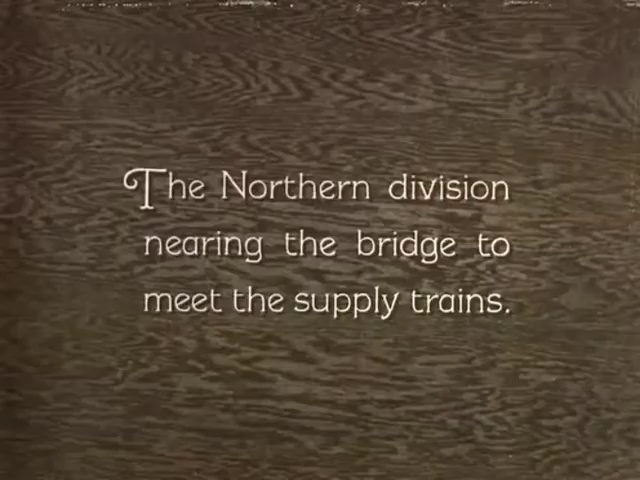 The Northern division
nearing the bridge to
meet the supply trains.